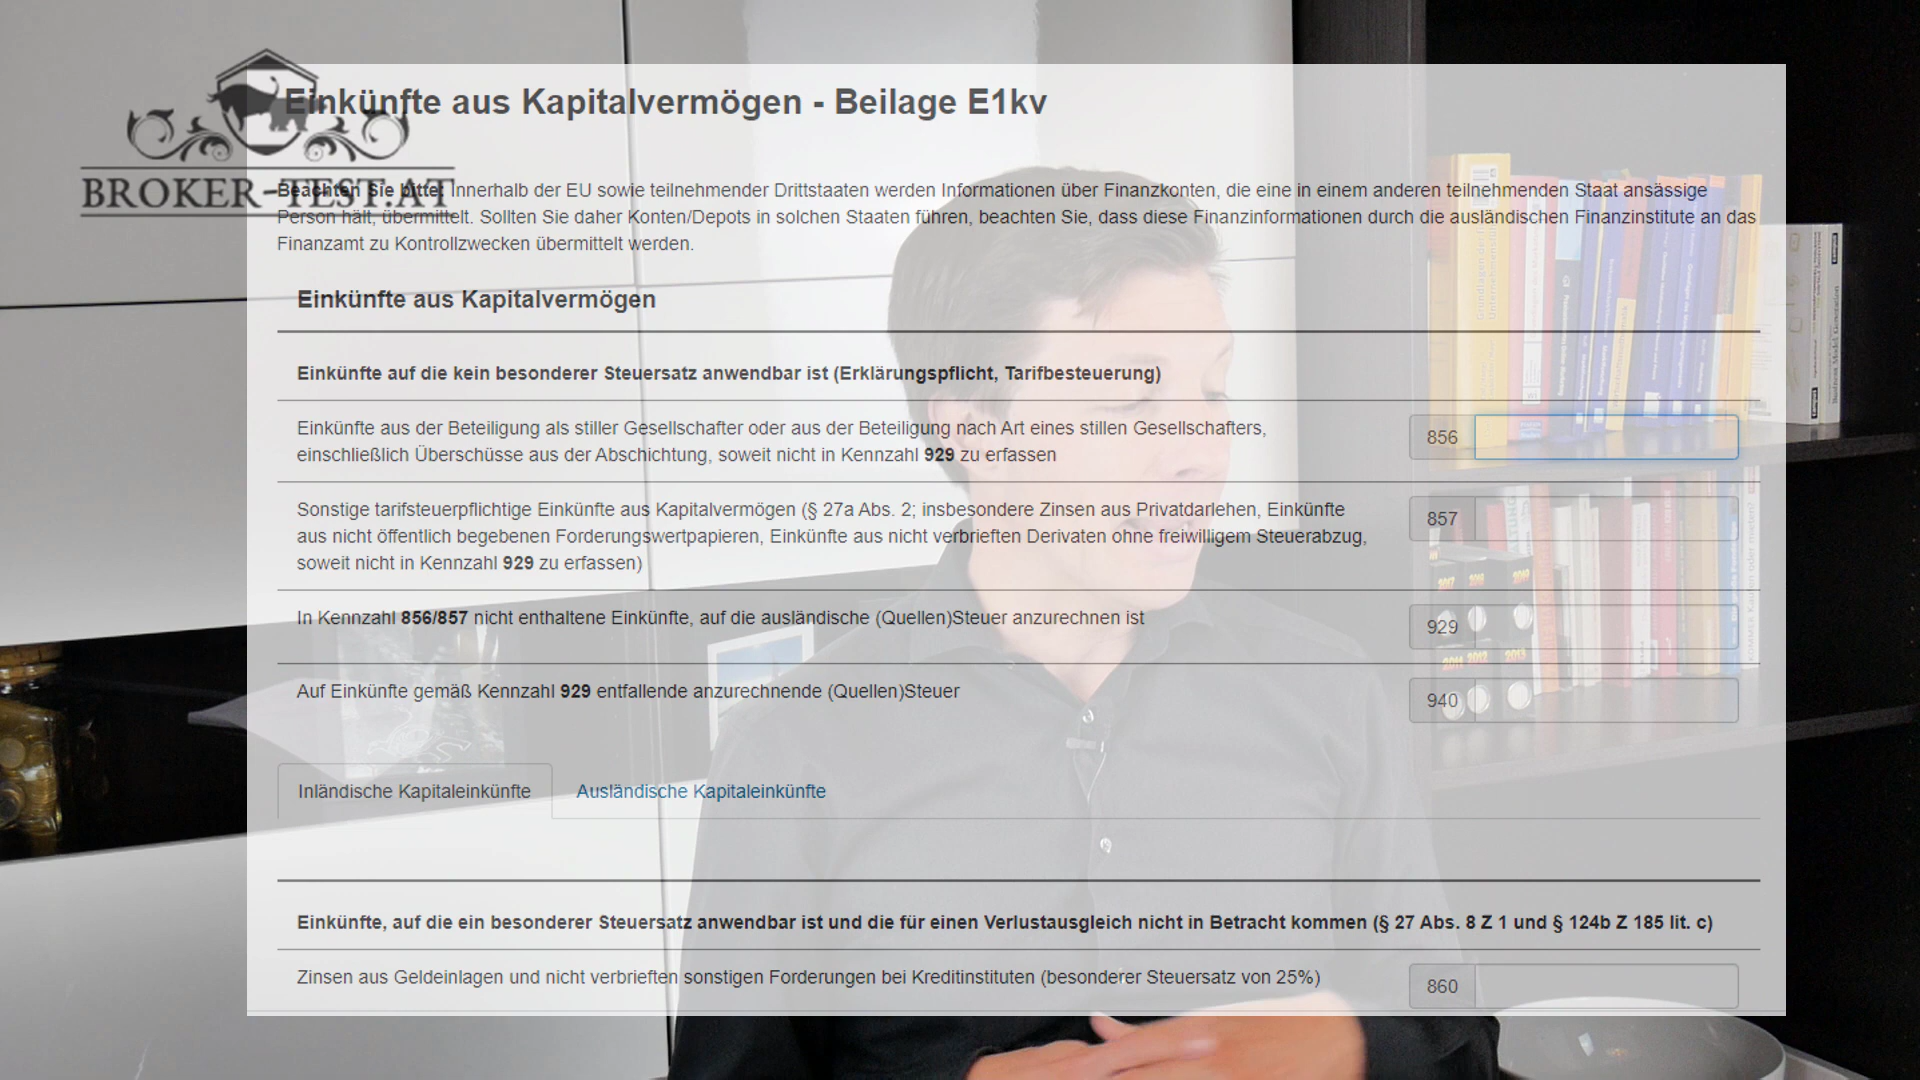 BROKER-TEST.AT
Einkünfte aus Kapitalvermögen - Beilage E1kv
Beachten Sie bitte: Innerhalb der EU sowie teilnehmender Drittstaaten werden Informationen über Finanzkonten, die eine in einem anderen teilnehmenden Staat ansässige
Person hält, übermittelt. Sollten Sie daher Konten/Depots in solchen Staaten führen, beachten Sie, dass diese Finanzinformationen durch die ausländischen Finanzinstitute an das
Finanzamt zu Kontrollzwecken übermittelt werden.
Einkünfte aus Kapitalvermögen
Einkünfte auf die kein besonderer Steuersatz anwendbar ist (Erklärungspflicht, Tarifbesteuerung)
Einkünfte aus der Beteiligung als stiller Gesellschafter oder aus der Beteiligung nach Art eines stillen Gesellschafters,
einschließlich Überschüsse aus der Abschichtung, soweit nicht in Kennzahl 929 zu erfassen
856
Sonstige tarifsteuerpflichtige Einkünfte aus Kapitalvermögen (§ 27a Abs. 2; insbesondere Zinsen aus Privatdarlehen, Einkünfte
aus nicht öffentlich begebenen Forderungswertpapieren, Einkünfte aus nicht verbrieften Derivaten ohne freiwilligem Steuerabzug,
soweit nicht in Kennzahl 929 zu erfassen)
857
In Kennzahl 856/857 nicht enthaltene Einkünfte, auf die ausländische (Quellen)Steuer anzurechnen ist
929
Auf Einkünfte gemäß Kennzahl 929 entfallende anzurechnende (Quellen)Steuer
940
2017 2018 2019
2011 2012 2013
Inländische Kapitaleinkünfte
Ausländische Kapitaleinkünfte
Einkünfte, auf die ein besonderer Steuersatz anwendbar ist und die für einen Verlustausgleich nicht in Betracht kommen (§ 27 Abs. 8 Z 1 und § 124b Z 185 lit. c)
Zinsen aus Geldeinlagen und nicht verbrieften sonstigen Forderungen bei Kreditinstituten (besonderer Steuersatz von 25%)
860